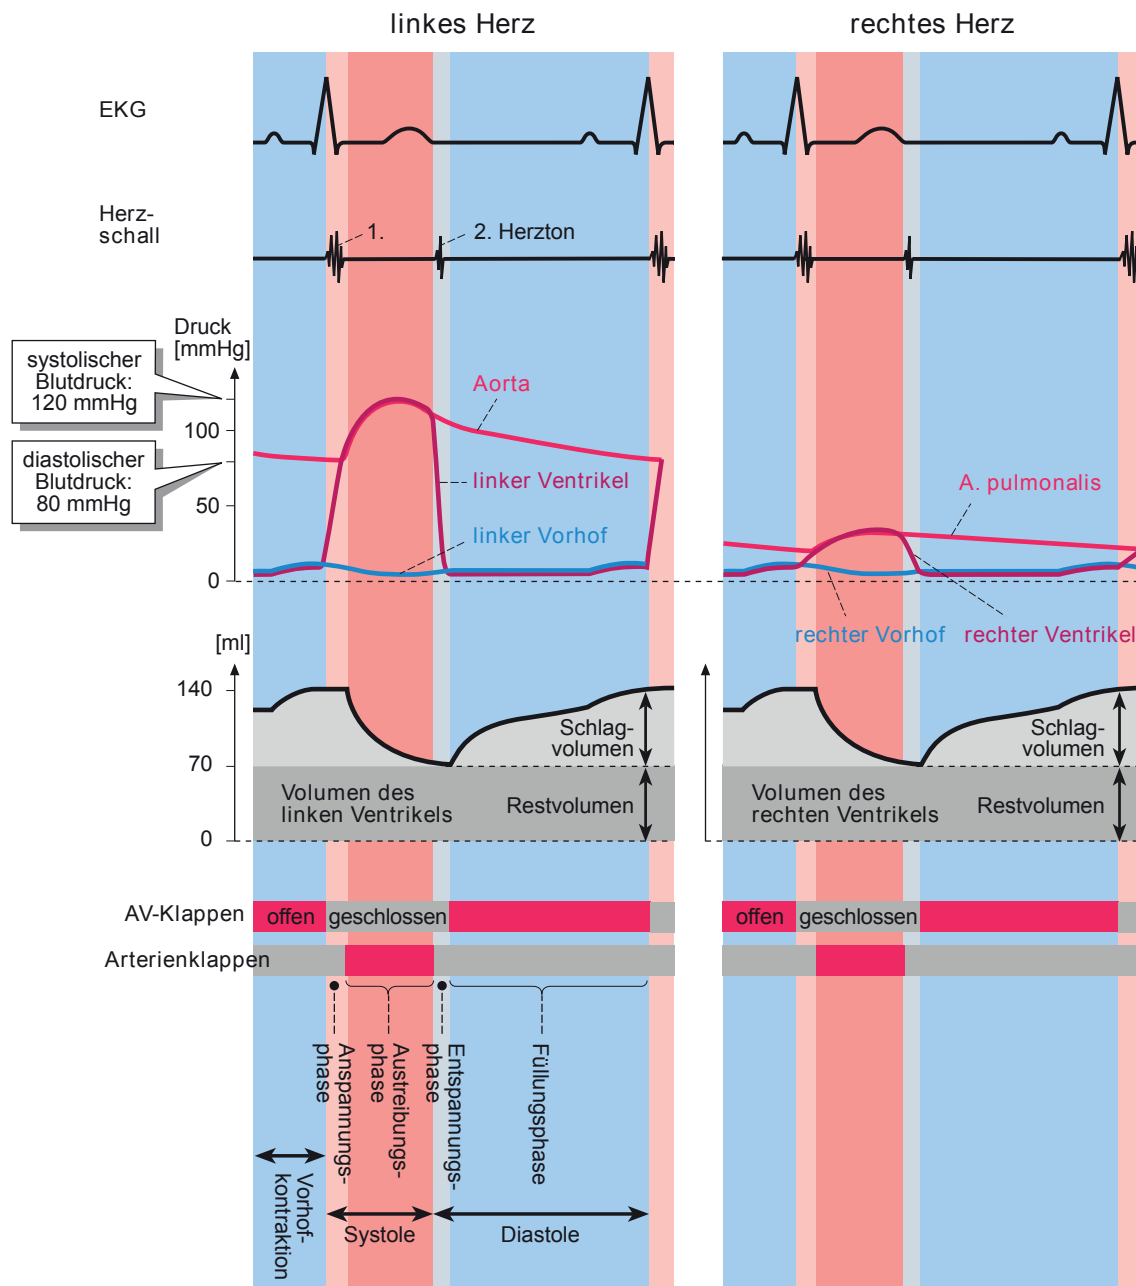 linkes Herz
rechtes Herz
EKG
Herz-
schall
1.
2. Herzton
Druck
[mmHg]
systolischer
Blutdruck:
120 mmHg
diastolischer
Blutdruck:
80 mmHg
100
50
0
Aorta
linker Ventrikel
linker Vorhof
A. pulmonalis
rechter Vorhof
rechter Ventrikel
[ml]
140
70
0
Schlag-
volumen
Volumen des
linken Ventrikels
Restvolumen
Schlag-
volumen
Volumen des
rechten Ventrikels
Restvolumen
AV-Klappen
offen
geschlossen
offen
geschlossen
Arterienklappen
Anspannungs-
phase
Austreibungs-
phase
Entspannungs-
phase
Füllungsphase
Vorhof-
kontraktion
Systole
Diastole